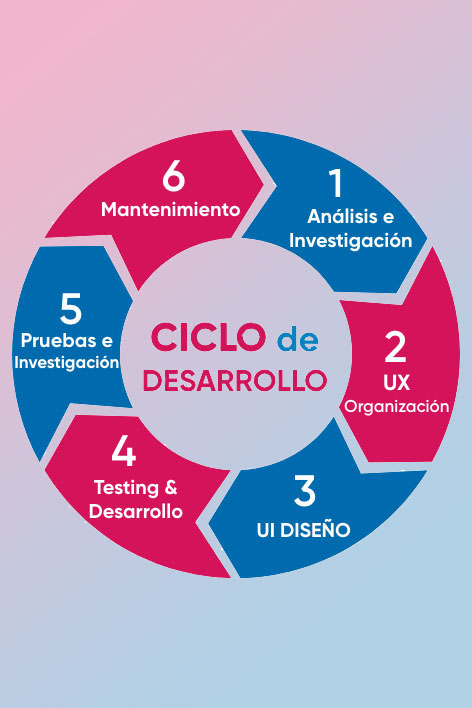 CICLO de
DESARROLLO
1
Análisis e
Investigación
2
UX
Organización
3
UI DISEÑO
4
Testing &
Desarrollo
5
Pruebas e
Investigación
6
Mantenimiento